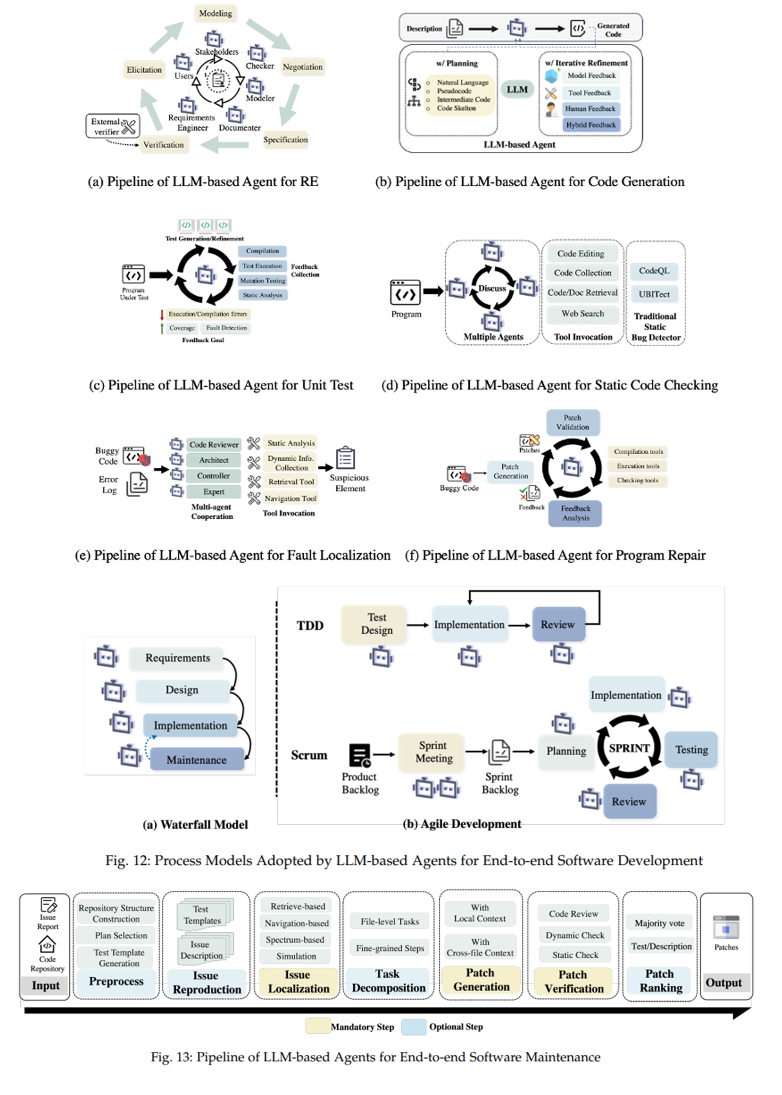 Modeling
Stakeholders
Checker
Users
Elicitation
Negotiation
Modeler
Requirements
Engineer
Documenter
External
verifier
Verification
Specification
(a) Pipeline of LLM-based Agent for RE
Description
Generated
Code
w/ Planning
Natural Language
Pseudocode
Intermediate Code
Code Skelton
LLM
w/ Iterative Refinement
Model Feedback
Tool Feedback
Human Feedback
Hybrid Feedback
LLM-based Agent
(b) Pipeline of LLM-based Agent for Code Generation
Test Generation/Refinement
Program
Under Test
Compilation
Test Execution
Mutation Testing
Static Analysis
Feedback
Collection
Execution/Compilation Errors
Coverage
Fault Detection
Feedback Goal
(c) Pipeline of LLM-based Agent for Unit Test
Program
Discuss
Multiple Agents
Code Editing
Code Collection
Code/Doc Retrieval
Web Search
Tool Invocation
CodeQL
UBITect
Traditional
Static
Bug Detector
(d) Pipeline of LLM-based Agent for Static Code Checking
Buggy
Code
Error
Log
Code Reviewer
Architect
Controller
Expert
Multi-agent
Cooperation
Static Analysis
Dynamic Info.
Collection
Retrieval Tool
Navigation Tool
Tool Invocation
Suspicious
Element
(e) Pipeline of LLM-based Agent for Fault Localization
Patch
Validation
Patches
Buggy Code
Patch
Generation
Feedback
Feedback
Analysis
Compilation tools
Execution tools
Checking tools
(f) Pipeline of LLM-based Agent for Program Repair
Requirements
Design
Implementation
Maintenance
(a) Waterfall Model
TDD
Test
Design
Implementation
Review
Scrum
Product
Backlog
Sprint
Meeting
Sprint
Backlog
Planning
Implementation
SPRINT
Testing
Review
(b) Agile Development
Fig. 12: Process Models Adopted by LLM-based Agents for End-to-end Software Development
Issue
Report
Code
Repository
Input
Repository Structure
Construction
Plan Selection
Test Template
Generation
Preprocess
Test
Templates
Issue
Description
Issue
Reproduction
Retrieve-based
Navigation-based
Spectrum-based
Simulation
Issue
Localization
File-level Tasks
Fine-grained Steps
Task
Decomposition
With
Local Context
With
Cross-file Context
Patch
Generation
Code Review
Dynamic Check
Static Check
Patch
Verification
Majority vote
Test/Description
Patch
Ranking
Patches
Output
Mandatory Step
Optional Step
Fig. 13: Pipeline of LLM-based Agents for End-to-end Software Maintenance